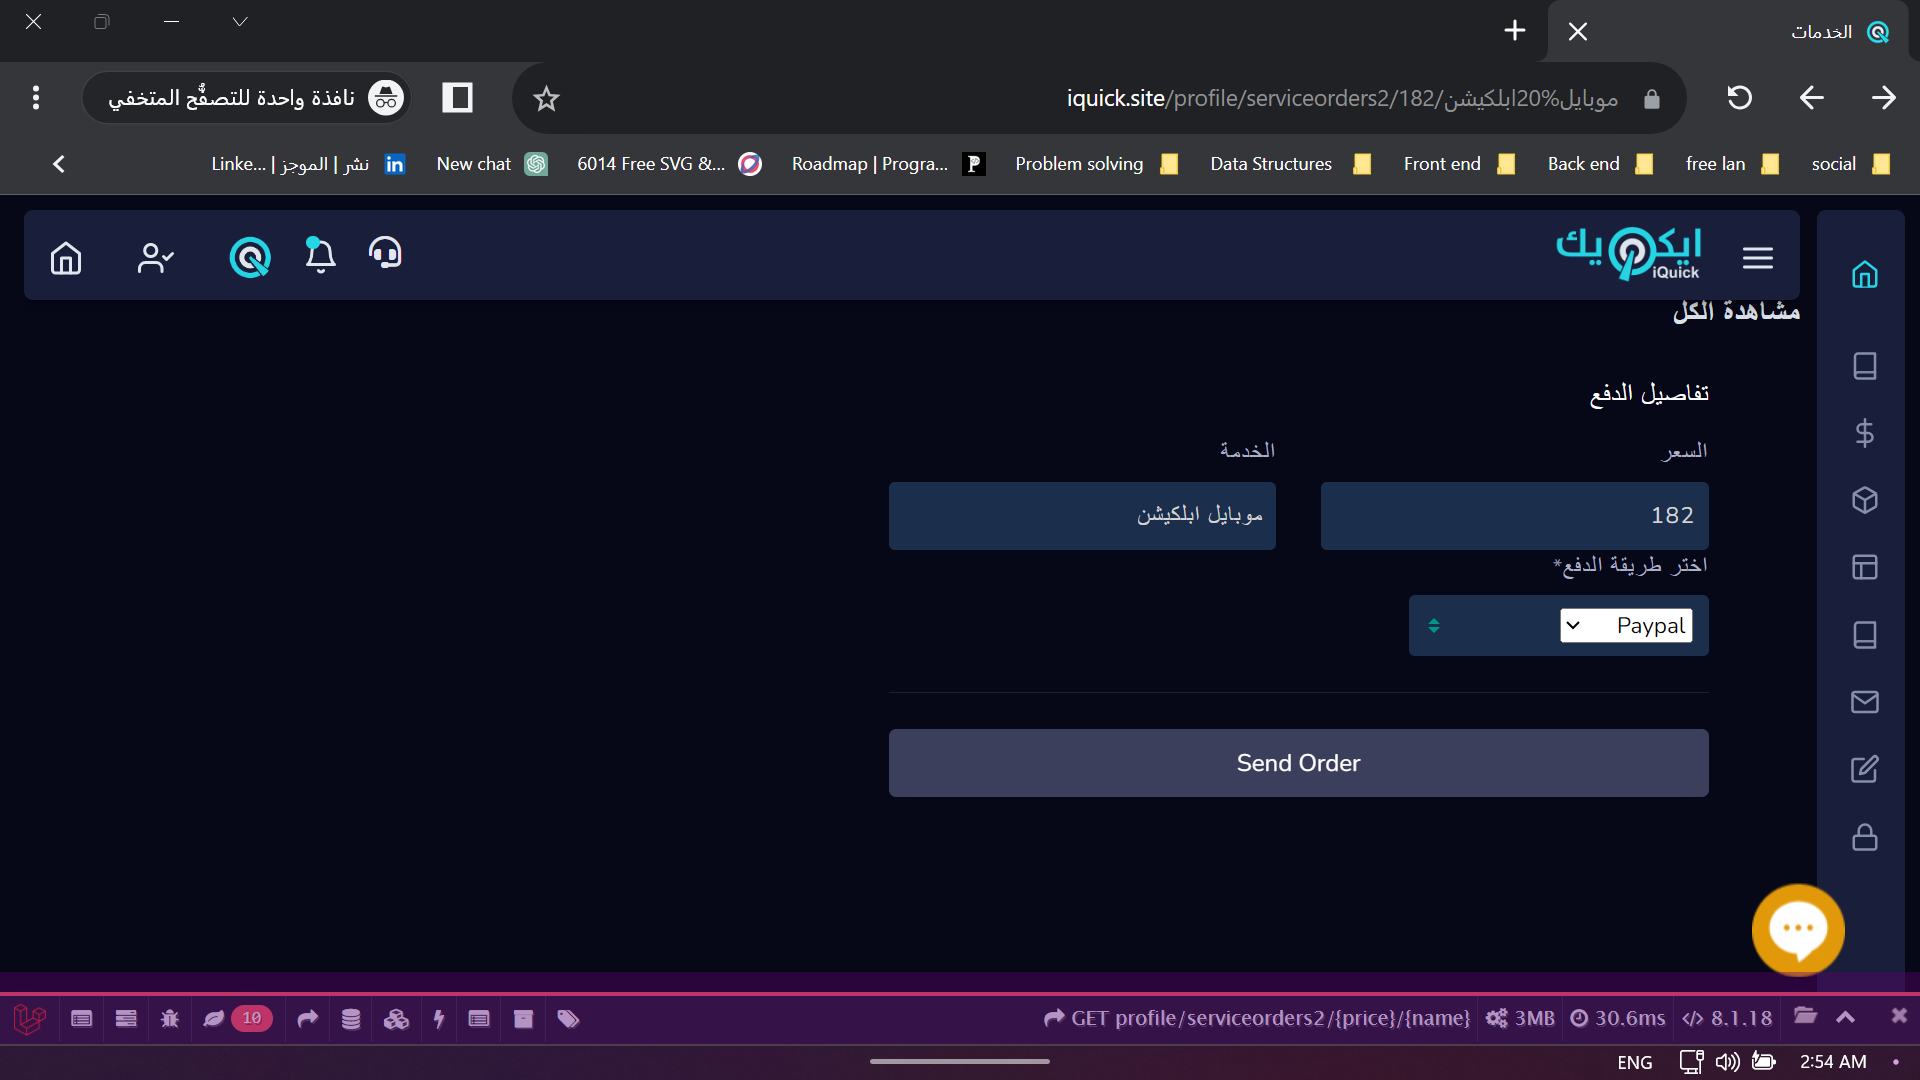 الخدمات
موبايل%20ابلكيشن/iquick.site/profile/serviceorders2/182
نافذة واحدة للتصفُّح المتخفي
social
free lan
Back end
Front end
Data Structures
Problem solving
Roadmap | Progra...
6014 Free SVG &...
New chat
نشر | الموجز | Linke...
ايكويك
iQuick
مشاهدة الكل
تفاصيل الدفع
السعر
الخدمة
182
موبايل ابلكيشن
اختر طريقة الدفع*
Paypal
Send Order
10
GET profile/serviceorders2/{price}/{name}
3MB
30.6ms
8.1.18
ENG
2:54 AM